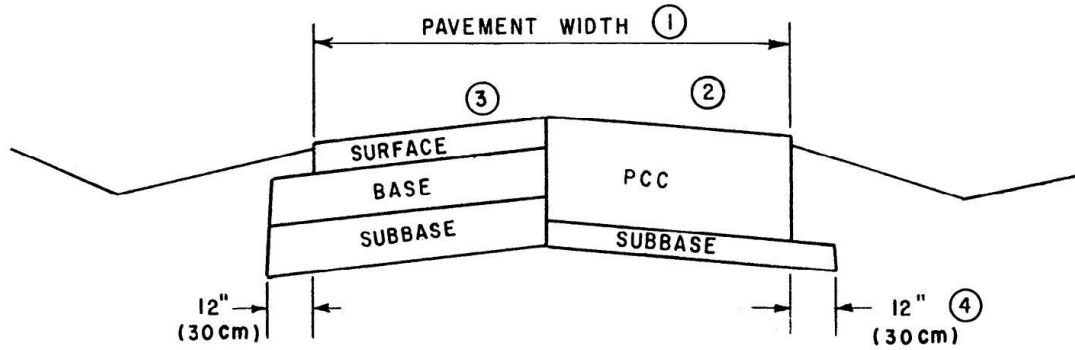 PAVEMENT WIDTH 1
3
2
SURFACE
BASE
PCC
SUBBASE
SUBBASE
12"
(30cm)
12" 4
(30cm)